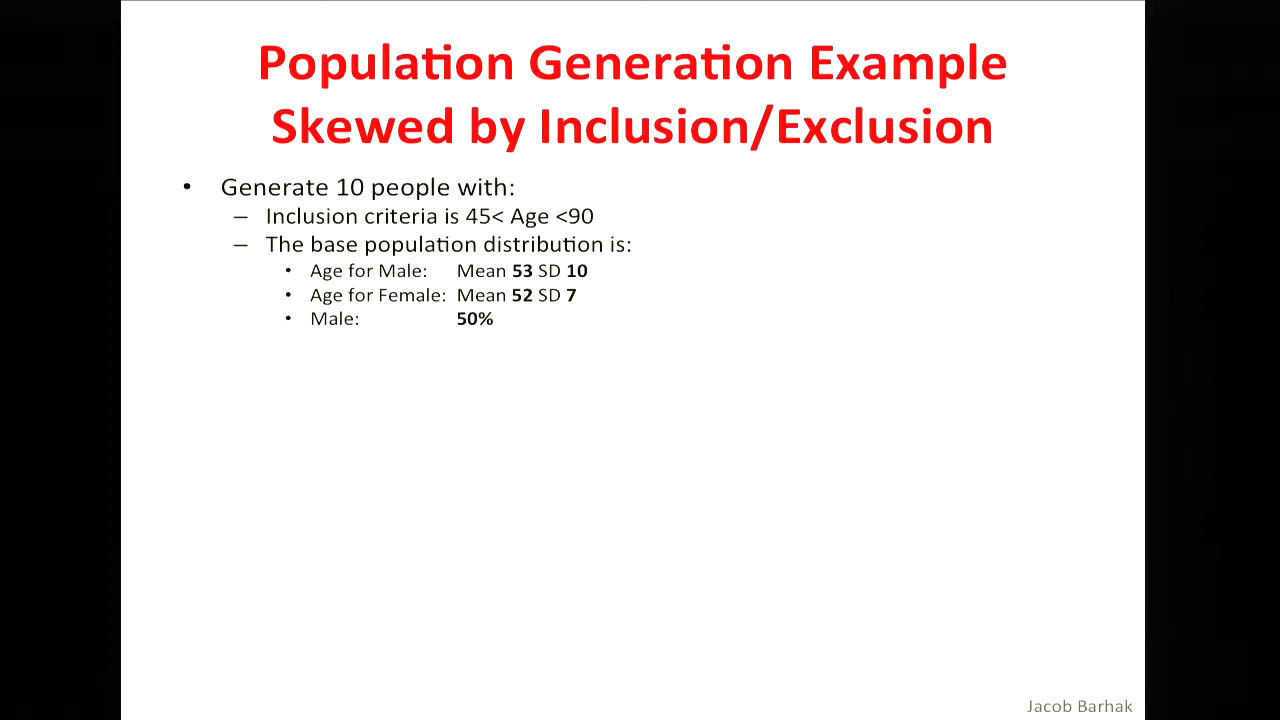 Population Generation Example
Skewed by Inclusion/Exclusion
• Generate 10 people with:
– Inclusion criteria is 45< Age <90
– The base population distribution is:
• Age for Male: Mean 53 SD 10
• Age for Female: Mean 52 SD 7
• Male: 50%
Jacob Barhak